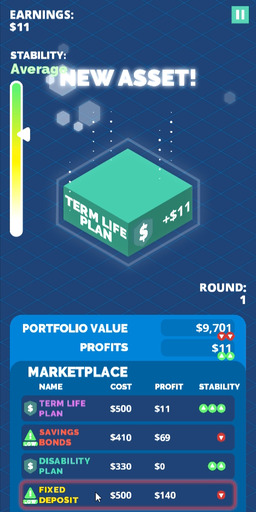 EARNINGS:
$11
STABILITY:
Average
NEW ASSET!
TERM LIFE
PLAN
$
+$11
ROUND:
1
PORTFOLIO VALUE $9,701
PROFITS $11
MARKETPLACE
NAME COST PROFIT STABILITY
TERM LIFE
PLAN $500 $11
SAVINGS
BONDS $410 $69
DISABILITY
PLAN $330 $0
FIXED
DEPOSIT $500 $140